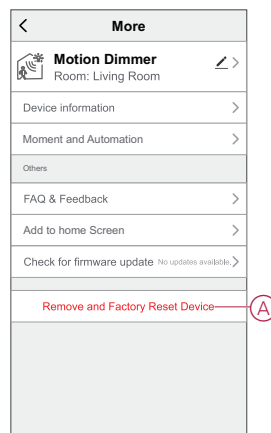 More
Motion Dimmer
Room: Living Room
Device information
Moment and Automation
Others
FAQ & Feedback
Add to home Screen
Check for firmware update No updates available.
Remove and Factory Reset Device
A